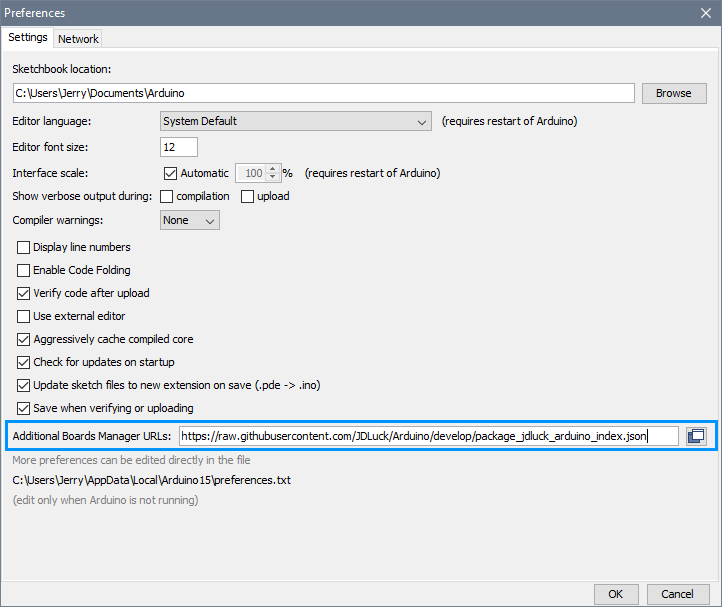 Preferences
Settings Network
Sketchbook location:
C:\Users\Jerry\Documents\Arduino Browse
Editor language: System Default (requires restart of Arduino)
Editor font size: 12
Interface scale: Automatic 100 % (requires restart of Arduino)
Show verbose output during: compilation upload
Compiler warnings: None
Display line numbers
Enable Code Folding
Verify code after upload
Use external editor
Aggressively cache compiled core
Check for updates on startup
Update sketch files to new extension on save (.pde -> .ino)
Save when verifying or uploading
Additional Boards Manager URLs: https://raw.githubusercontent.com/JDLuck/Arduino/develop/package_jdluck_arduino_index.json
More preferences can be edited directly in the file
C:\Users\Jerry\AppData\Local\Arduino15\preferences.txt
(edit only when Arduino is not running)
OK Cancel